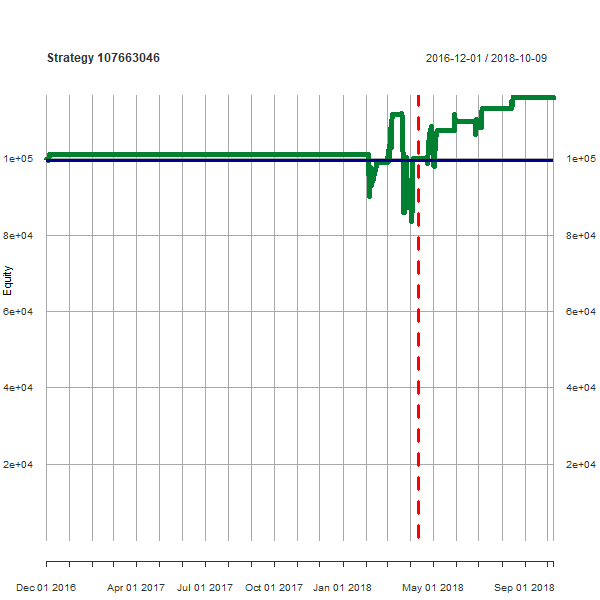 Strategy 107663046
2016-12-01 / 2018-10-09
1e+05
1e+05
8e+04
8e+04
Equity
6e+04
6e+04
4e+04
4e+04
2e+04
2e+04
Dec 01 2016
Apr 01 2017
Jul 01 2017
Oct 01 2017
Jan 01 2018
May 01 2018
Sep 01 2018